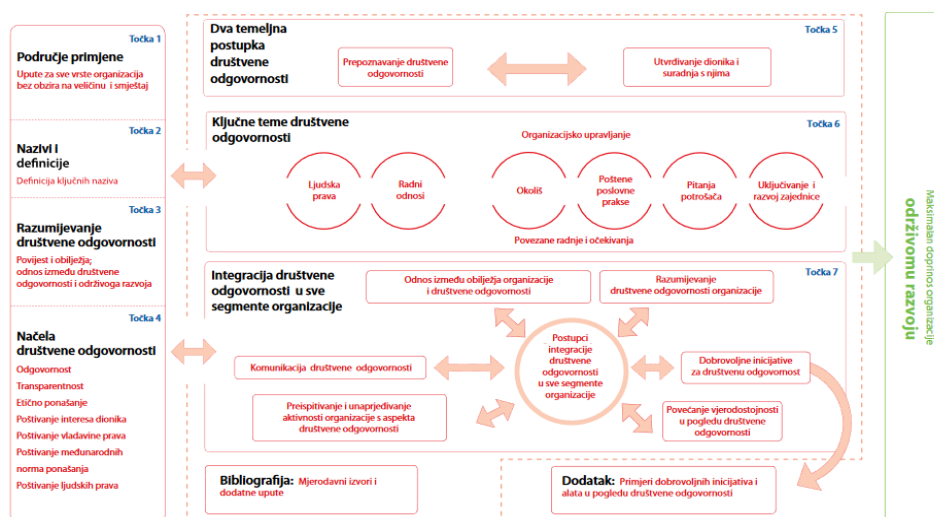 Točka 1
Područje primjene
Upute za sve vrste organizacija
bez obzira na veličinu i smještaj
Točka 2
Nazivi i
definicije
Definicija ključnih naziva
Točka 3
Razumijevanje
društvene odgovornosti
Povijest i obilježja;
odnos između društvene
odgovornosti i održivoga razvoja
Točka 4
Načela
društvene odgovornosti
Odgovornost
Transparentnost
Etično ponašanje
Poštivanje interesa dionika
Poštivanje vladavine prava
Poštivanje međunarodnih
norma ponašanja
Poštivanje ljudskih prava
Dva temeljna
postupka
društvene
odgovornosti
Točka 5
Prepoznavanje društvene
odgovornosti
Utvrđivanje dionika i
suradnja s njima
Ključne teme društvene
odgovornosti
Točka 6
Organizacijsko upravljanje
Ljudska
prava
Radni
odnosi
Okoliš
Poštene
poslovne
prakse
Pitanja
potrošača
Uključivanje i
razvoj zajednice
Povezane radnje i očekivanja
Integracija društvene
odgovornosti u sve
segmente organizacije
Točka 7
Odnos između obilježja organizacije
i društvene odgovornosti
Razumijevanje
društvene odgovornosti organizacije
Postupci
integracije
društvene
odgovornosti
u sve segmente
organizacije
Komunikacija društvene odgovornosti
Dobrovoljne inicijative
za društvenu odgovornost
Preispitivanje i unaprjeđivanje
aktivnosti organizacije s aspekta
društvene odgovornosti
Povećanje vjerodostojnosti
u pogledu društvene
odgovornosti
Bibliografija: Mjerodavni izvori i
dodatne upute
Dodatak: Primjeri dobrovoljnih inicijativa i
alata u pogledu društvene odgovornosti
Maksimalan doprinos organizacije
održivomu razvoju